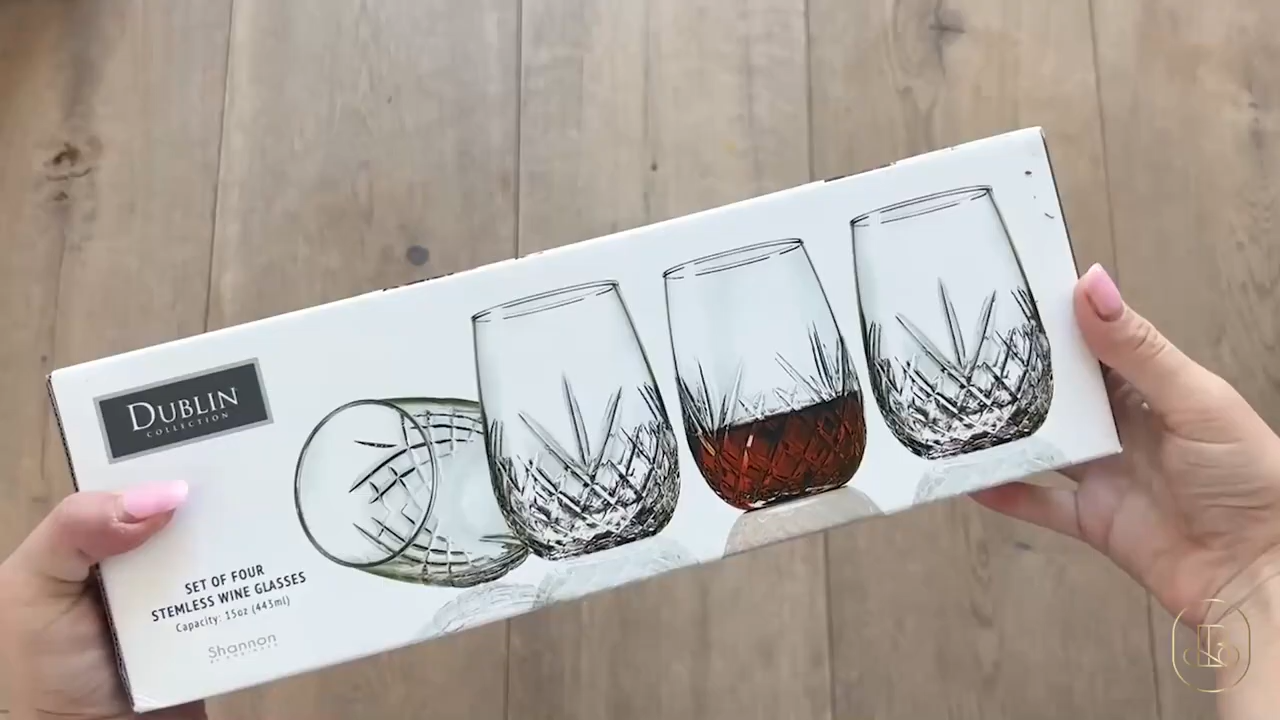 DUBLIN
COLLECTION
SET OF FOUR
STEMLESS WINE GLASSES
Capacity: 15oz (443ml)
Shannon